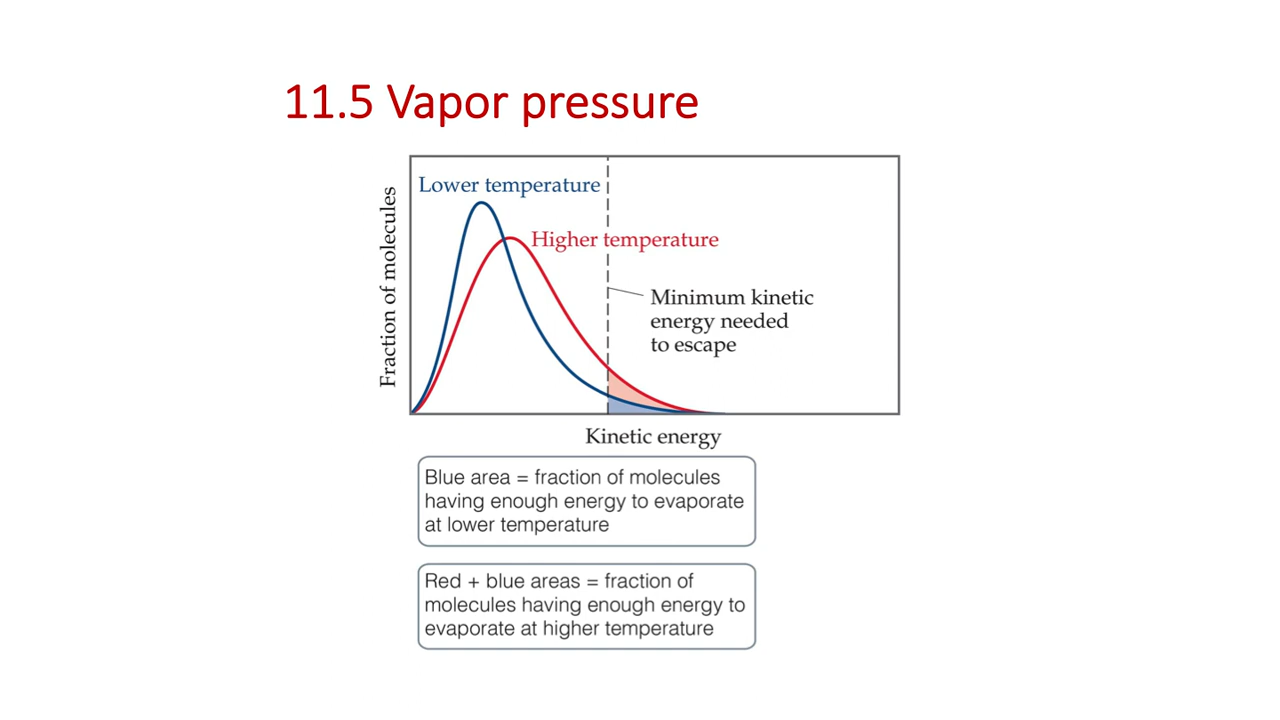 11.5 Vapor pressure
Lower temperature
Higher temperature
Minimum kinetic
energy needed
to escape
Fraction of molecules
Kinetic energy
Blue area = fraction of molecules
having enough energy to evaporate
at lower temperature
Red + blue areas = fraction of
molecules having enough energy to
evaporate at higher temperature